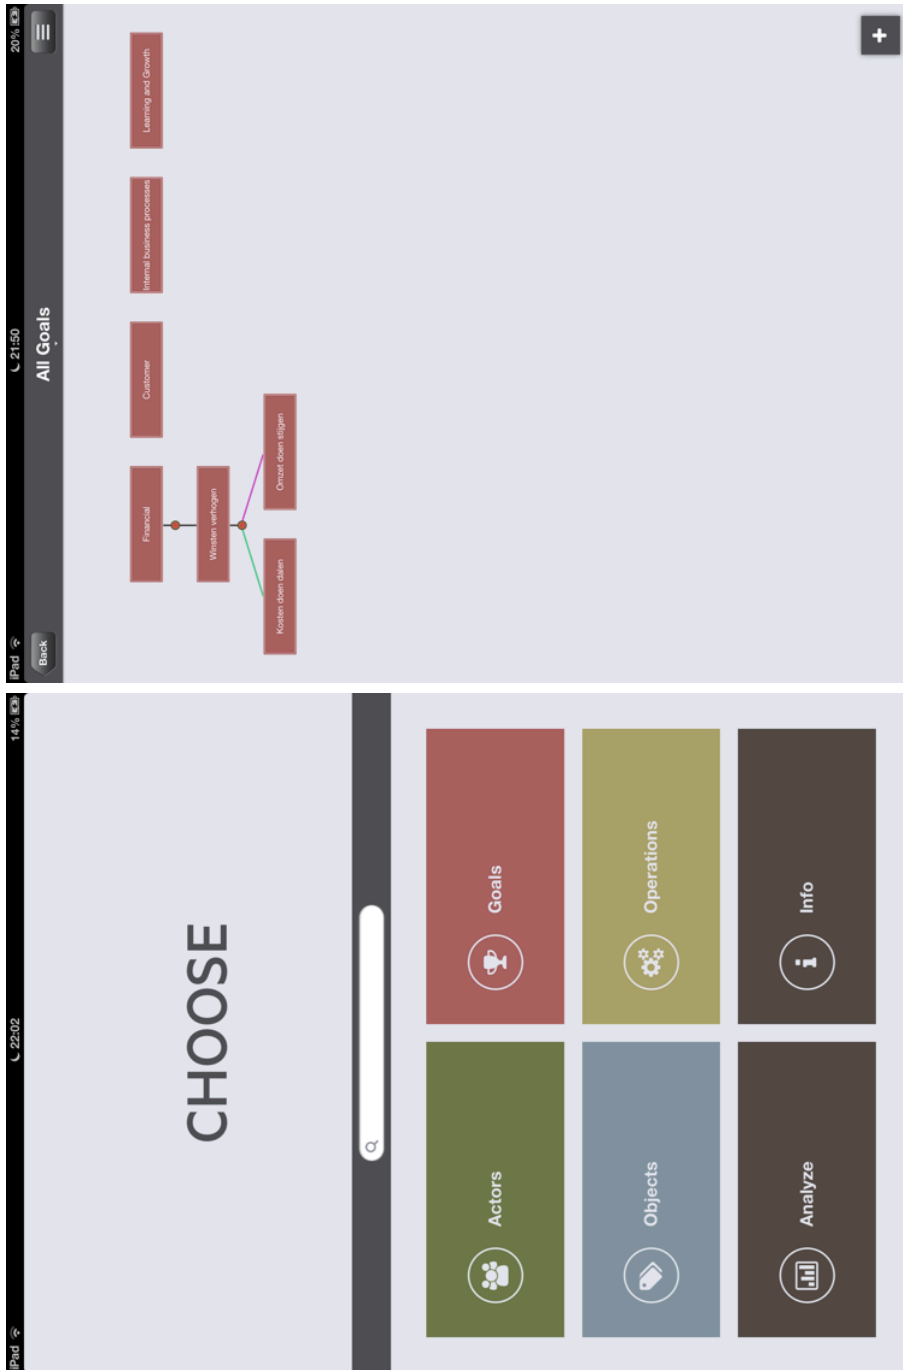 iPad 21:50 20%
Back All Goals
Financial Customer Internal business processes Learning and Growth
Winsten verhogen
Kosten doen dalen Omzet doen stijgen
+
iPad 22:02 14%
CHOOSE
Actors Goals
Objects Operations
Analyze Info